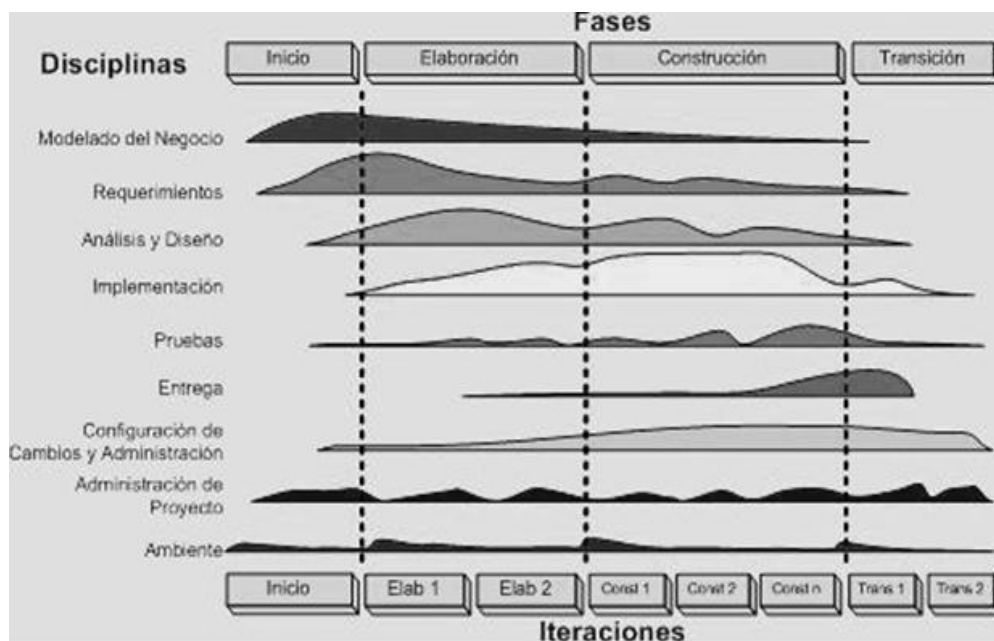 Fases
Disciplinas
Inicio
Elaboración
Construcción
Transición
Modelado del Negocio
Requerimientos
Análisis y Diseño
Implementación
Pruebas
Entrega
Configuración de
Cambios y Administración
Administración de
Proyecto
Ambiente
Inicio
Elab 1
Elab 2
Const 1
Const 2
Const n
Trans 1
Trans 2
Iteraciones